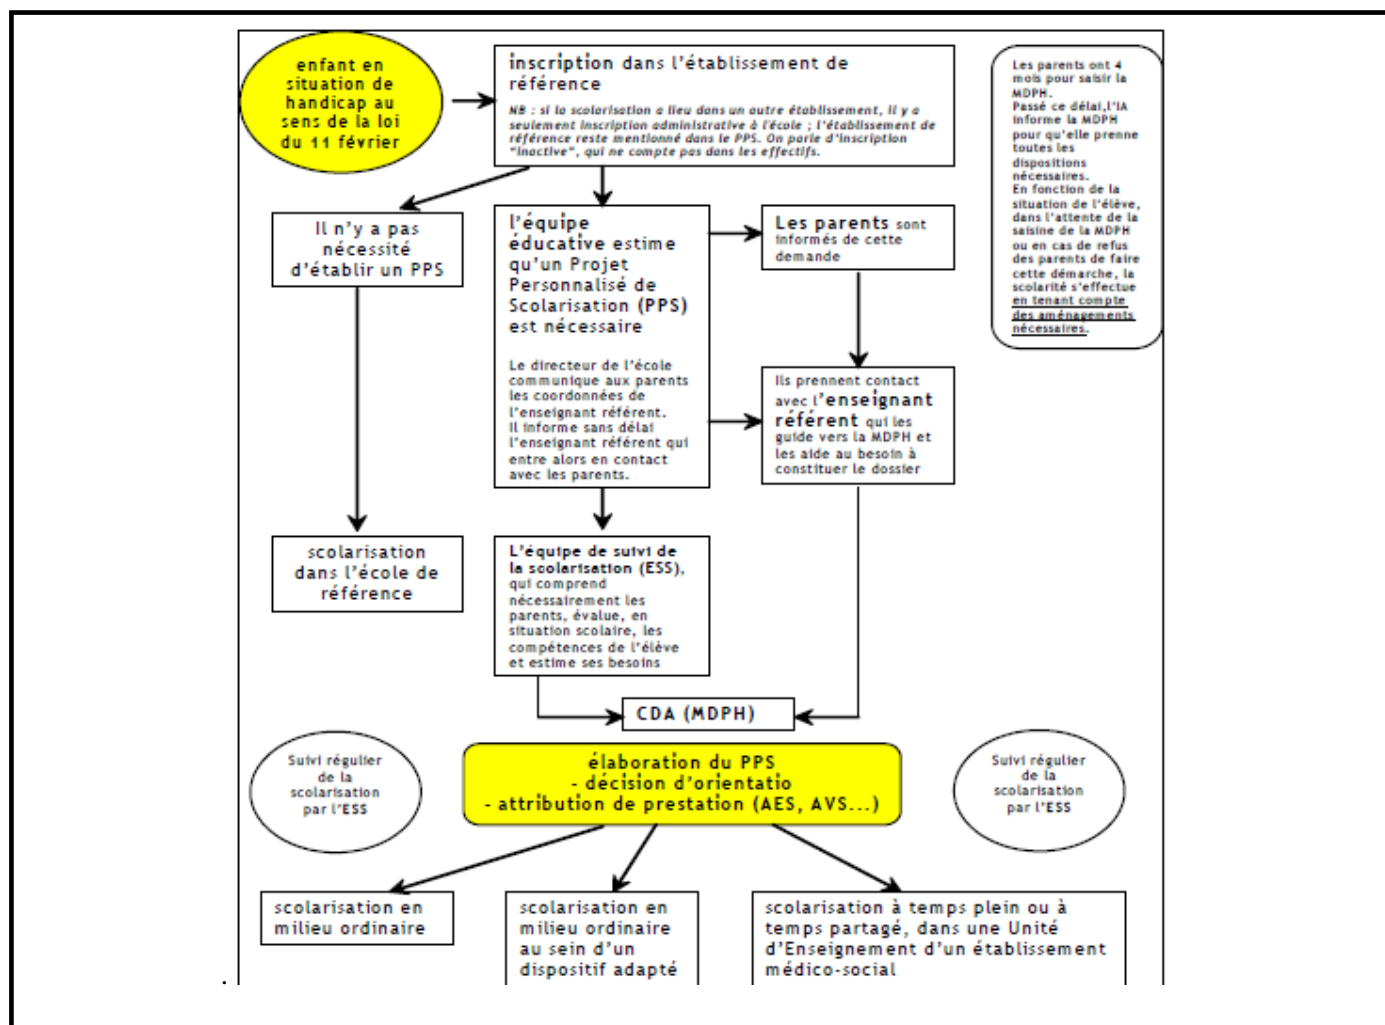 enfant en
situation de
handicap au
sens de la loi
du 11 février
inscription dans l'établissement de
référence
NB : si la scolarisation a lieu dans un autre établissement, il y a
seulement inscription administrative à l'école ; l'établissement de
référence reste mentionné dans le PPS. On parle d'inscription
"inactive", qui ne compte pas dans les effectifs.
Les parents ont 4
mois pour saisir la
MDPH.
Passé ce délai,l'IA
informe la MDPH
pour qu'elle prenne
toutes les
dispositions
nécessaires.
En fonction de la
situation de l'élève,
dans l'attente de la
saisine de la MDPH
ou en cas de refus
des parents de faire
cette démarche, la
scolarité s'effectue
en tenant compte
des aménagements
nécessaires.
Il n'y a pas
nécessité
d'établir un PPS
l'équipe
éducative estime
qu'un Projet
Personnalisé de
Scolarisation (PPS)
est nécessaire
Le directeur de l'école
communique aux parents
les coordonnées de
l'enseignant référent.
Il informe sans délai
l'enseignant référent qui
entre alors en contact
avec les parents.
Les parents sont
informés de cette
demande
Ils prennent contact
avec l'enseignant
référent qui les
guide vers la MDPH et
les aide au besoin à
constituer le dossier
scolarisation
dans l'école de
référence
L'équipe de suivi de
la scolarisation (ESS),
qui comprend
nécessairement les
parents, évalue, en
situation scolaire, les
compétences de l'élève
et estime ses besoins
CDA (MDPH)
Suivi régulier
de la
scolarisation
par l'ESS
élaboration du PPS
- décision d'orientatio
- attribution de prestation (AES, AVS...)
Suivi régulier
de la
scolarisation
par l'ESS
scolarisation en
milieu ordinaire
scolarisation en
milieu ordinaire
au sein d'un
dispositif adapté
scolarisation à temps plein ou à
temps partagé, dans une Unité
d'Enseignement d'un établissement
médico-social
.